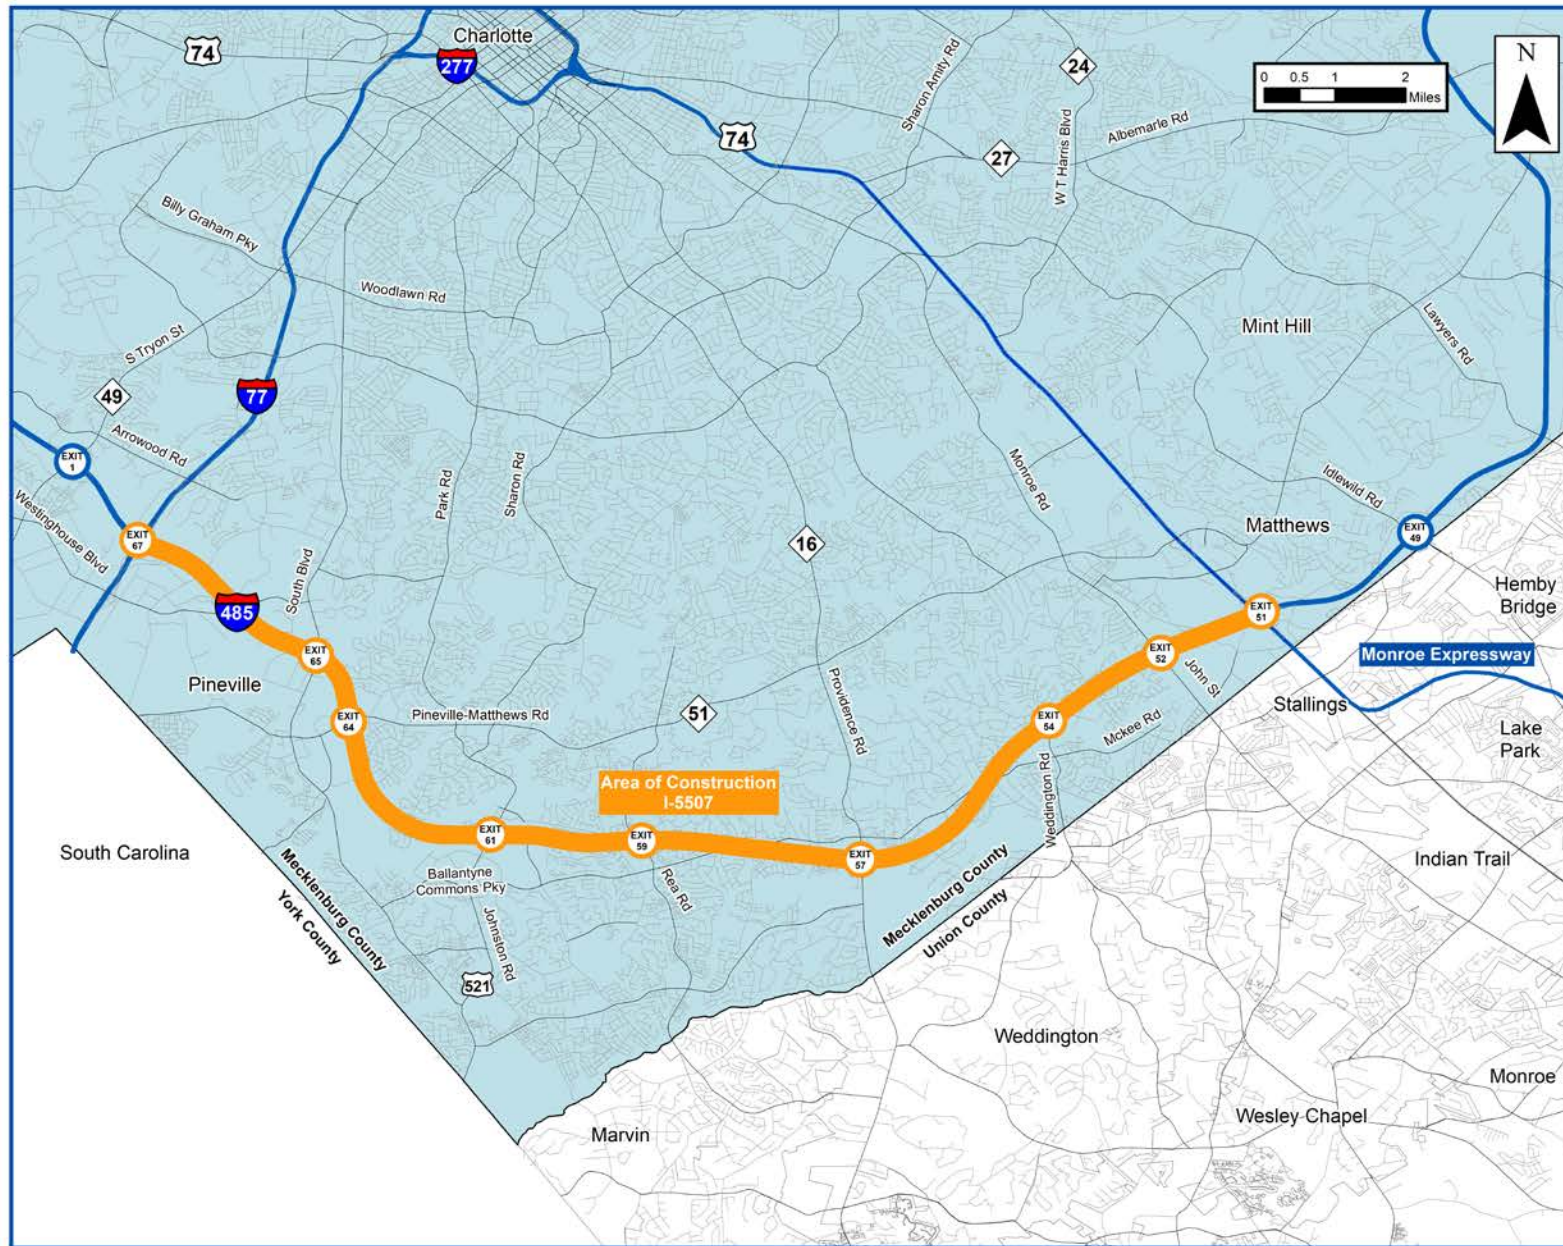 Charlotte
74
277
24
Sharon Amity Rd
0 0.5 1 2
Miles
N
74
W T Harris Blvd
Albemarle Rd
27
Billy Graham Pky
Woodlawn Rd
Mint Hill
Lawyers Rd
S Tryon St
49
77
Arrowood Rd
EXIT
1
Park Rd
Sharon Rd
Monroe Rd
Idlewild Rd
Westinghouse Blvd
EXIT
67
16
Matthews
EXIT
49
South Blvd
485
Hemby
Bridge
EXIT
51
EXIT
65
EXIT
52
Monroe Expressway
Pineville
John St
Providence Rd
Stallings
EXIT
64
Pineville-Matthews Rd
51
EXIT
54
Mckee Rd
Lake
Park
Area of Construction
I-5507
Weddington Rd
EXIT
61
EXIT
59
EXIT
57
South Carolina
Mecklenburg County
York County
Ballantyne
Commons Pky
Rea Rd
Mecklenburg County
Union County
Indian Trail
Johnston Rd
521
Weddington
Monroe
Wesley Chapel
Marvin